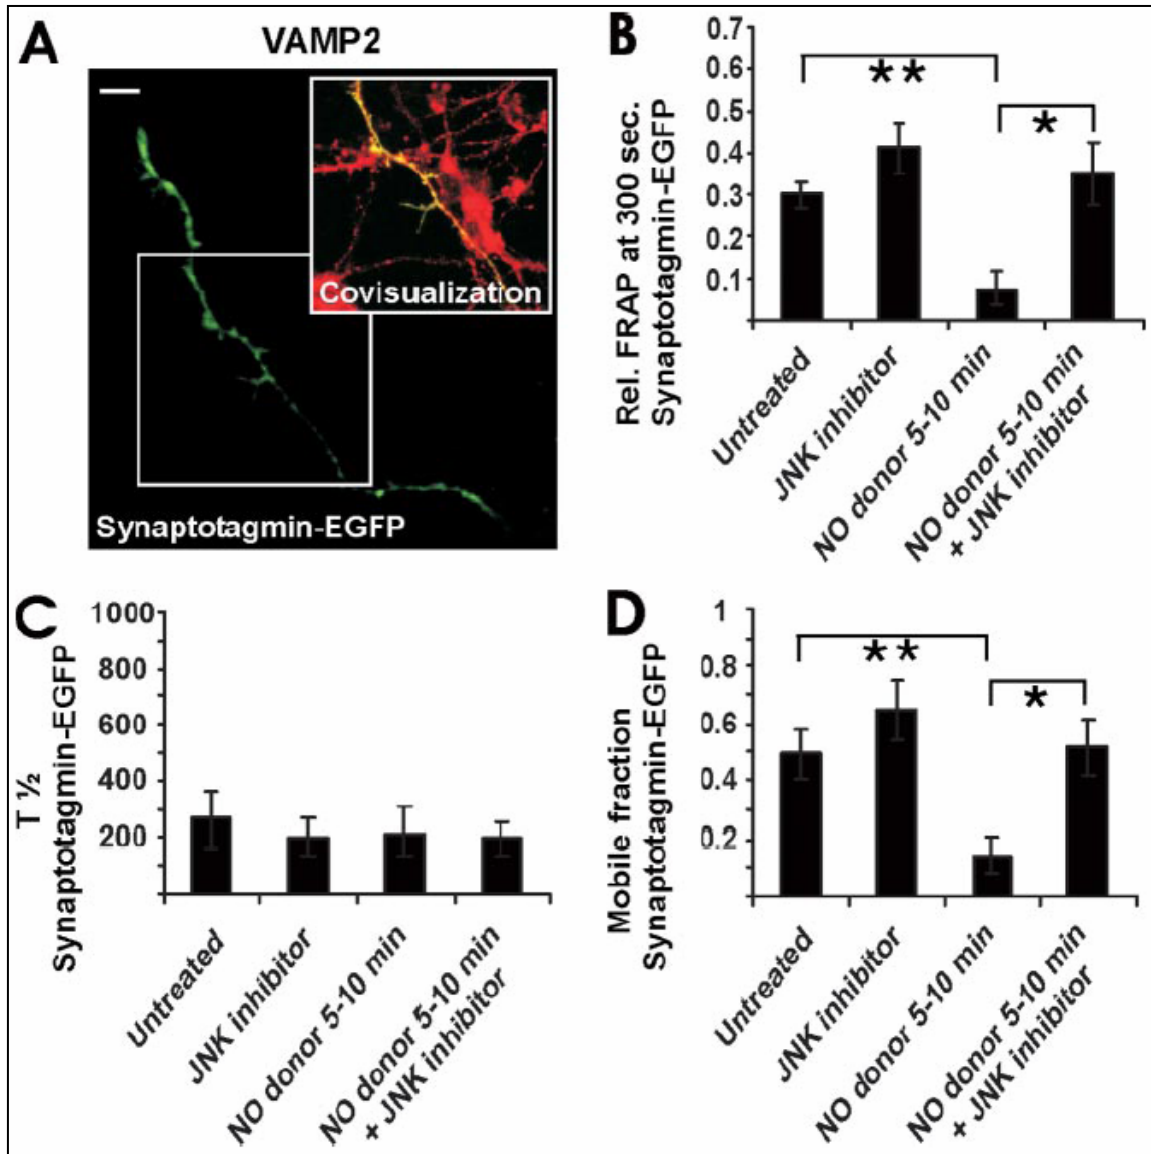 A
VAMP2
Covisualization
Synaptotagmin-EGFP
B
Rel. FRAP at 300 sec.
Synaptotagmin-EGFP
0.7
0.6
0.5
0.4
0.3
0.2
0.1
**
*
Untreated
JNK inhibitor
NO donor 5-10 min
NO donor 5-10 min
+ JNK inhibitor
C
T ½
Synaptotagmin-EGFP
1000
800
600
400
200
Untreated
JNK inhibitor
NO donor 5-10 min
NO donor 5-10 min
+ JNK inhibitor
D
Mobile fraction
Synaptotagmin-EGFP
1
0.8
0.6
0.4
0.2
**
*
Untreated
JNK inhibitor
NO donor 5-10 min
NO donor 5-10 min
+ JNK inhibitor